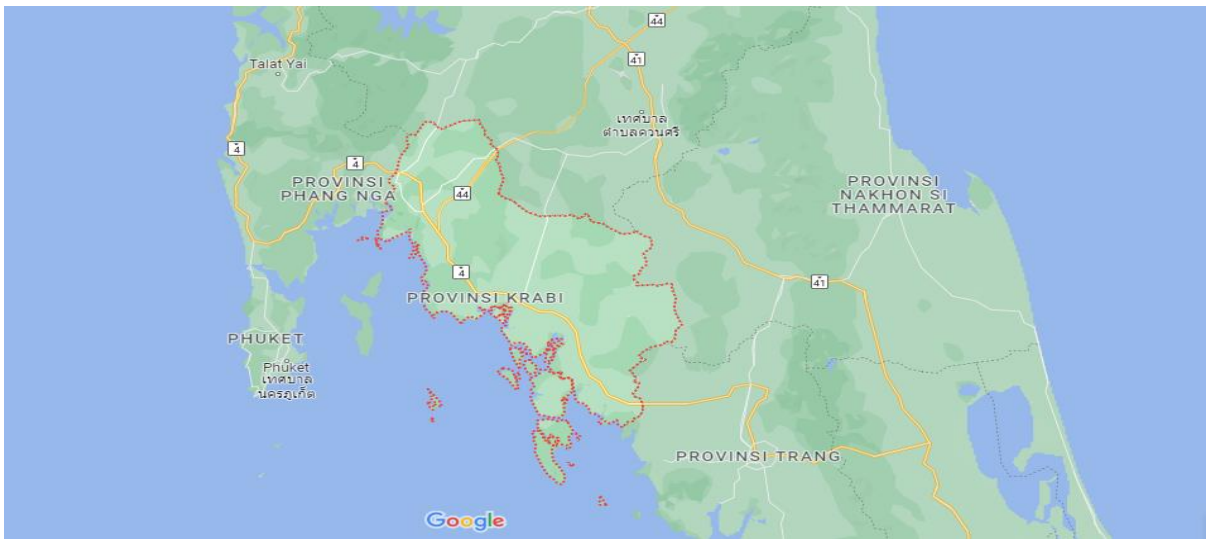 44
Talat Yai
41
เทศบาล
ตำบลควนศรี
4
4
PROVINSI
PHANG NGA
44
PROVINSI
NAKHON SI
THAMMARAT
4
41
PROVINSI KRABI
PHUKET
Phuket
เทศบาล
นครภูเก็ต
PROVINSI TRANG
Google